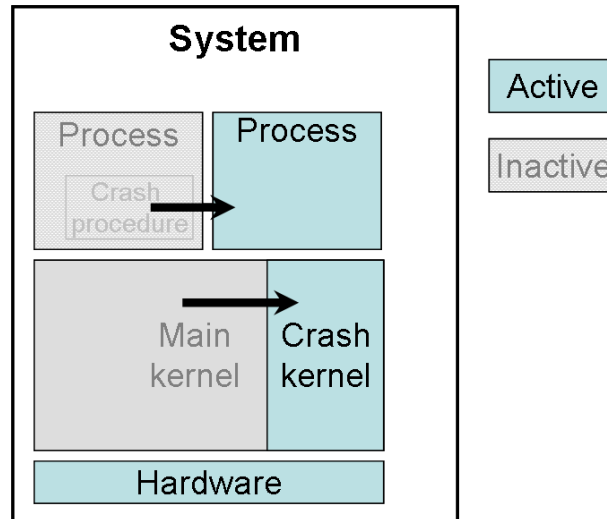 System
Active
Process
Process
Inactive
Crash
procedure
Main
kernel
Crash
kernel
Hardware